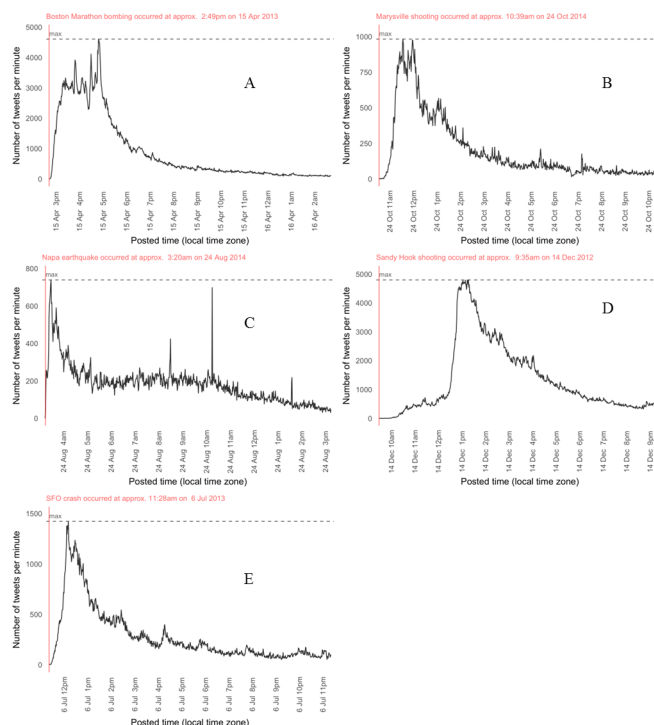 Boston Marathon bombing occurred at approx. 2:49pm on 15 Apr 2013
max
5000
4000
3000
2000
1000
0
Number of tweets per minute
A
15 Apr 3pm
15 Apr 4pm
15 Apr 5pm
15 Apr 6pm
15 Apr 7pm
15 Apr 8pm
15 Apr 9pm
15 Apr 10pm
15 Apr 11pm
16 Apr 12am
16 Apr 1am
16 Apr 2am
Posted time (local time zone)
Marysville shooting occurred at approx. 10:39am on 24 Oct 2014
max
1000
750
500
250
0
Number of tweets per minute
B
24 Oct 11am
24 Oct 12pm
24 Oct 1pm
24 Oct 2pm
24 Oct 3pm
24 Oct 4pm
24 Oct 5pm
24 Oct 6pm
24 Oct 7pm
24 Oct 8pm
24 Oct 9pm
24 Oct 10pm
Posted time (local time zone)
Napa earthquake occurred at approx. 3:20am on 24 Aug 2014
max
800
600
400
200
0
Number of tweets per minute
C
24 Aug 4am
24 Aug 5am
24 Aug 6am
24 Aug 7am
24 Aug 8am
24 Aug 9am
24 Aug 10am
24 Aug 11am
24 Aug 12pm
24 Aug 1pm
24 Aug 2pm
24 Aug 3pm
Posted time (local time zone)
Sandy Hook shooting occurred at approx. 9:35am on 14 Dec 2012
max
5000
4000
3000
2000
1000
0
Number of tweets per minute
D
14 Dec 10am
14 Dec 11am
14 Dec 12pm
14 Dec 1pm
14 Dec 2pm
14 Dec 3pm
14 Dec 4pm
14 Dec 5pm
14 Dec 6pm
14 Dec 7pm
14 Dec 8pm
14 Dec 9pm
Posted time (local time zone)
SFO crash occurred at approx. 11:28am on 6 Jul 2013
max
1500
1000
500
0
Number of tweets per minute
E
6 Jul 12pm
6 Jul 1pm
6 Jul 2pm
6 Jul 3pm
6 Jul 4pm
6 Jul 5pm
6 Jul 6pm
6 Jul 7pm
6 Jul 8pm
6 Jul 9pm
6 Jul 10pm
6 Jul 11pm
Posted time (local time zone)